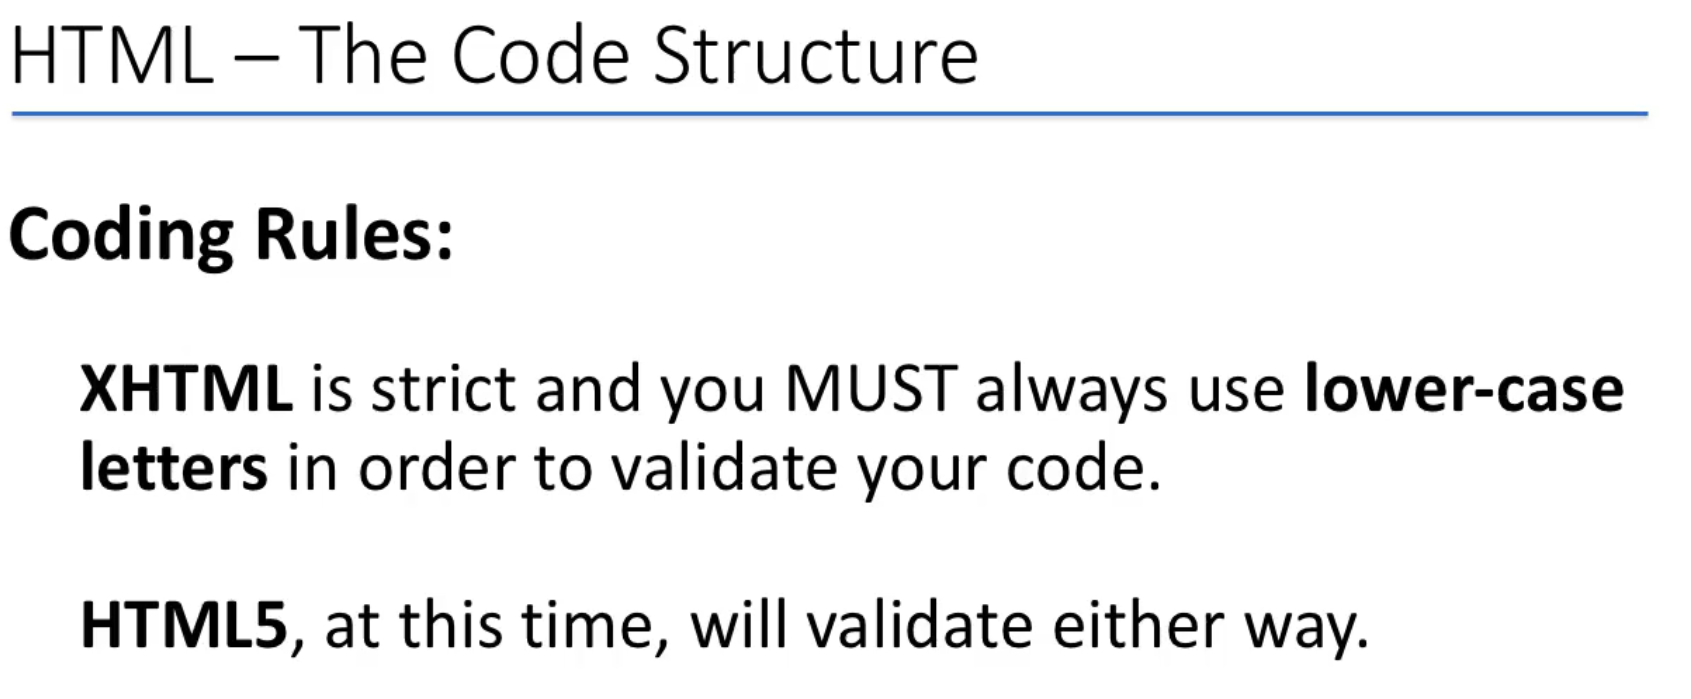 HTML – The Code Structure
Coding Rules:
XHTML is strict and you MUST always use lower-case
letters in order to validate your code.
HTML5, at this time, will validate either way.